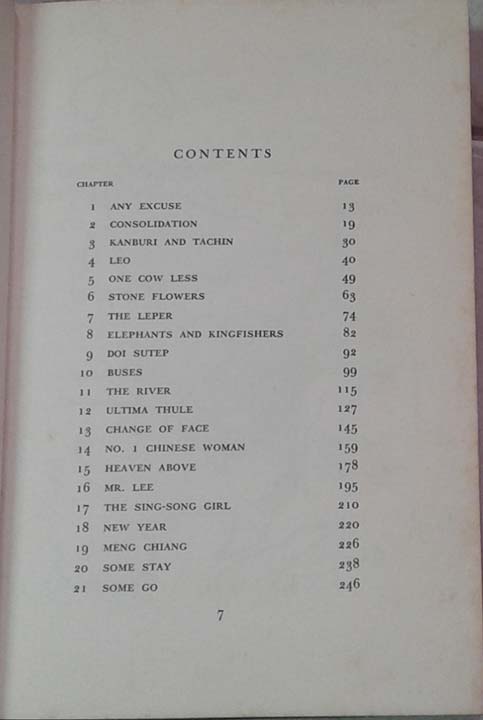 CONTENTS
CHAPTER PAGE
1 ANY EXCUSE 13
2 CONSOLIDATION 19
3 KANBURI AND TACHIN 30
4 LEO 40
5 ONE COW LESS 49
6 STONE FLOWERS 63
7 THE LEPER 74
8 ELEPHANTS AND KINGFISHERS 82
9 DOI SUTEP 92
10 BUSES 99
11 THE RIVER 115
12 ULTIMA THULE 127
13 CHANGE OF FACE 145
14 NO. 1 CHINESE WOMAN 159
15 HEAVEN ABOVE 178
16 MR. LEE 195
17 THE SING-SONG GIRL 210
18 NEW YEAR 220
19 MENG CHIANG 226
20 SOME STAY 238
21 SOME GO 246
7